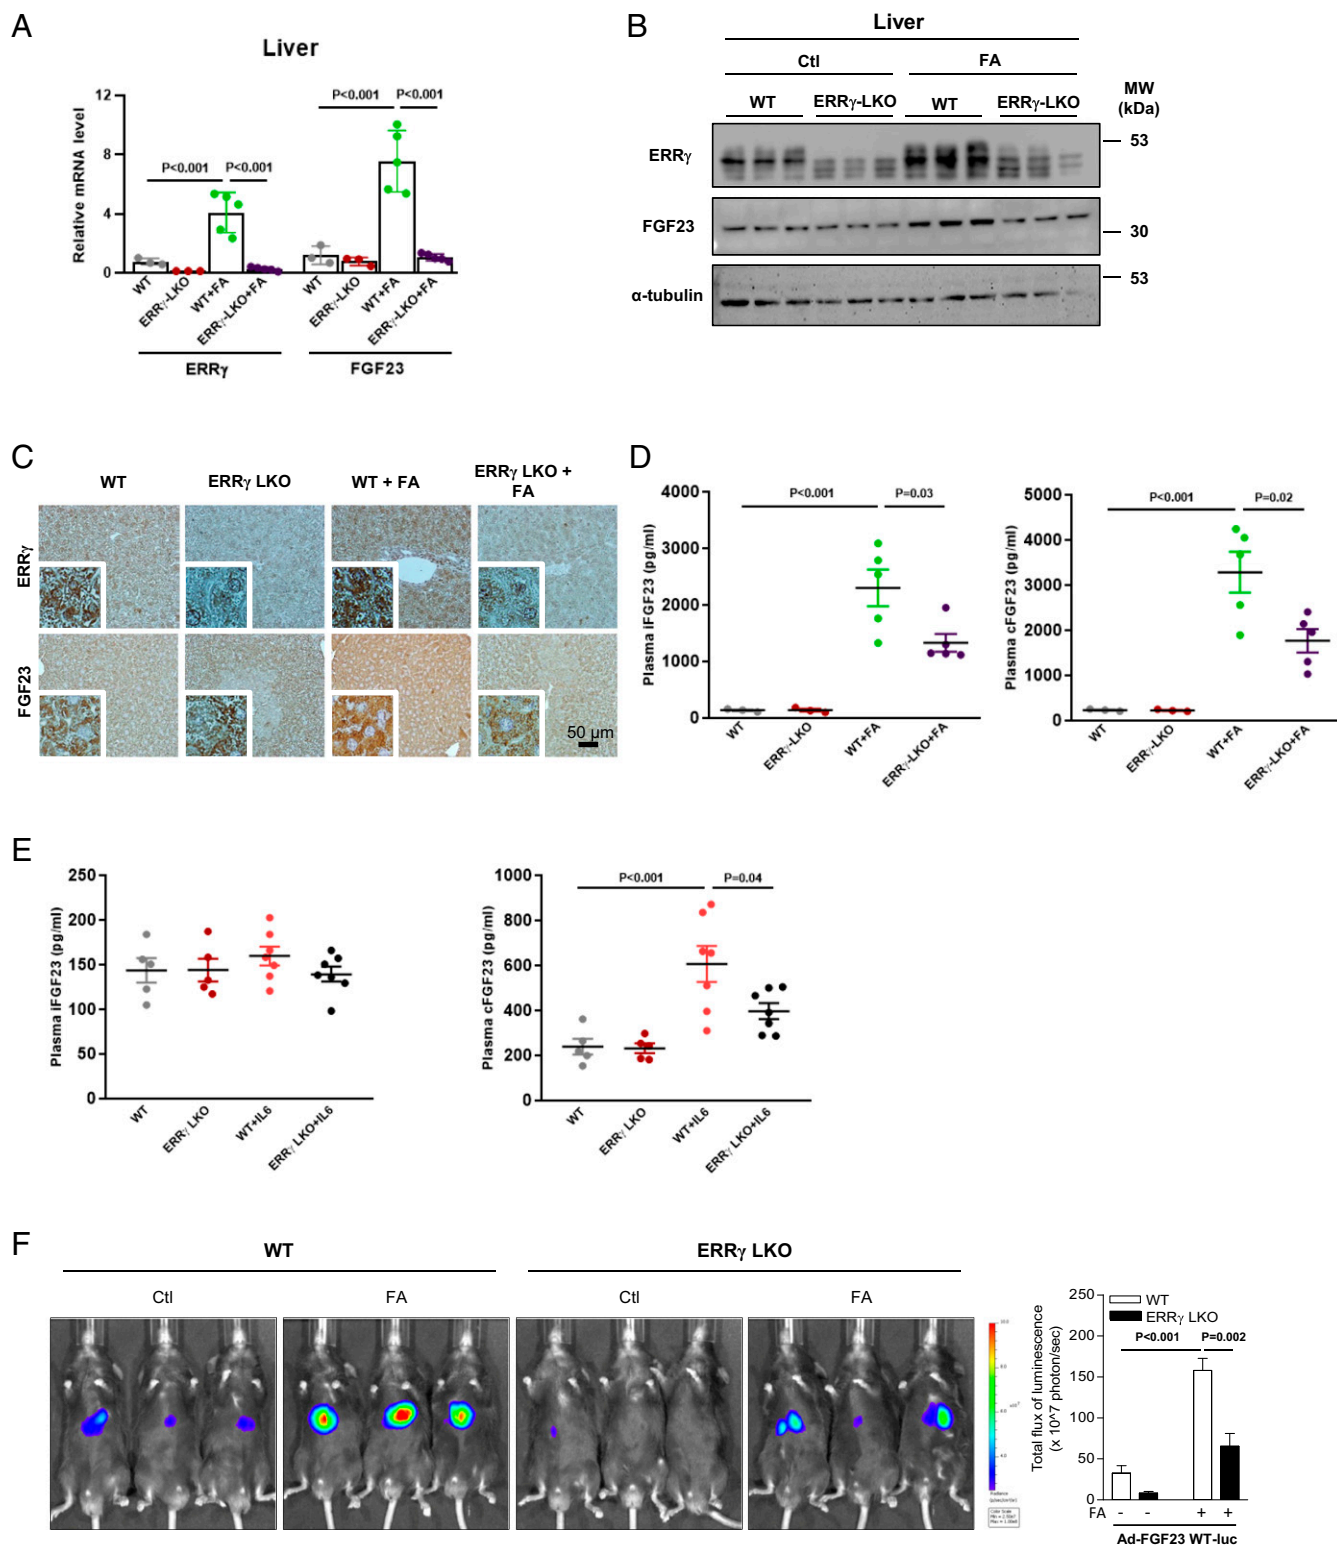 A
Liver
Relative mRNA level
12
8
4
0
P<0.001
P<0.001
P<0.001
P<0.001
WT
ERRγ-LKO
WT+FA
ERRγ-LKO+FA
WT
ERRγ-LKO
WT+FA
ERRγ-LKO+FA
ERRγ
FGF23
B
Liver
Ctl
FA
WT
ERRγ-LKO
WT
ERRγ-LKO
MW
(kDa)
ERRγ
53
FGF23
30
α-tubulin
53
C
WT
ERRγ LKO
WT + FA
ERRγ LKO +
FA
ERRγ
FGF23
50 μm
D
Plasma iFGF23 (pg/ml)
4000
3000
2000
1000
0
P<0.001
P=0.03
WT
ERRγ-LKO
WT+FA
ERRγ-LKO+FA
Plasma cFGF23 (pg/ml)
5000
4000
3000
2000
1000
0
P<0.001
P=0.02
WT
ERRγ-LKO
WT+FA
ERRγ-LKO+FA
E
Plasma iFGF23 (pg/ml)
250
200
150
100
50
0
WT
ERRγ LKO
WT+IL6
ERRγ LKO+IL6
Plasma cFGF23 (pg/ml)
1000
800
600
400
200
0
P<0.001
P=0.04
WT
ERRγ LKO
WT+IL6
ERRγ LKO+IL6
F
WT
ERRγ LKO
Ctl
FA
Ctl
FA
Total flux of luminescence
(x 10^7 photon/sec)
250
200
150
100
50
0
WT
ERRγ LKO
P<0.001
P=0.002
FA - - + +
Ad-FGF23 WT-luc